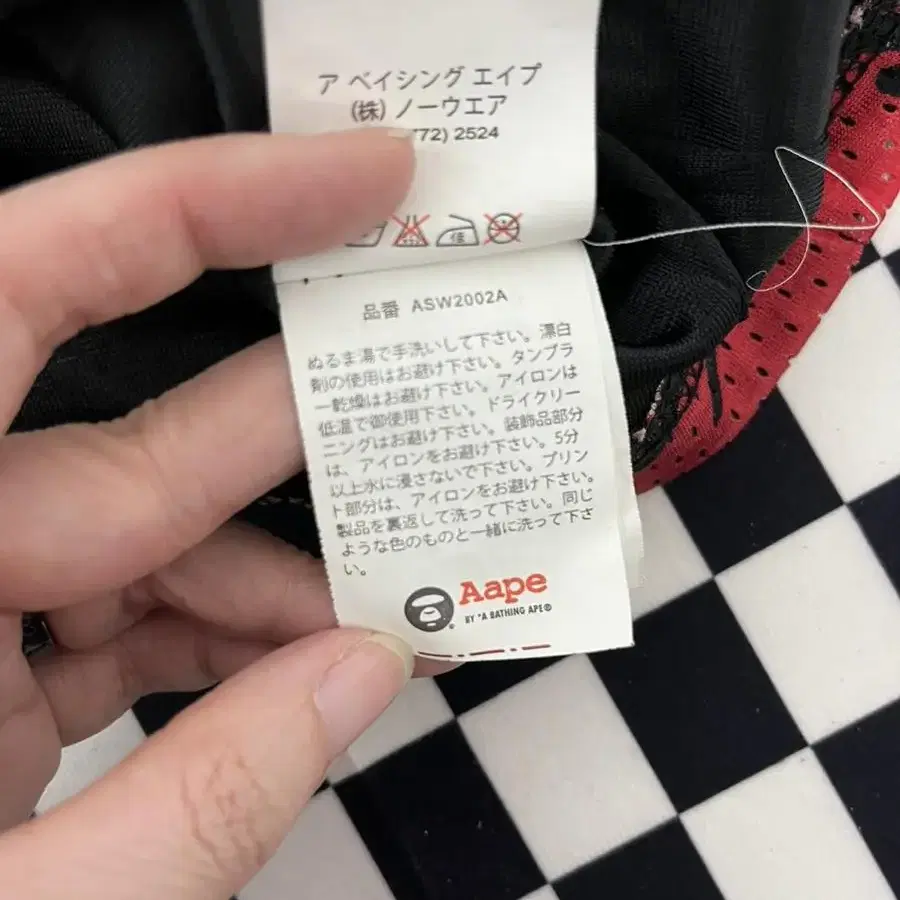 ア ベイシング エイプ
(株) ノーウエア
772) 2524
低
品番 ASW2002A
ぬるま湯で手洗いして下さい。漂白
剤の使用はお避け下さい。タンブラ
一乾燥はお避け下さい。アイロンは
低温で御使用下さい。ドライクリー
ニングはお避け下さい。装飾品部分
は、アイロンをお避け下さい。5分
以上水に浸さないで下さい。プリン
ト部分は、アイロンをお避け下さい。
製品を裏返して洗って下さい。同じ
ような色のものと一緒に洗って下さ
い。
Aape
BY *A BATHING APE®